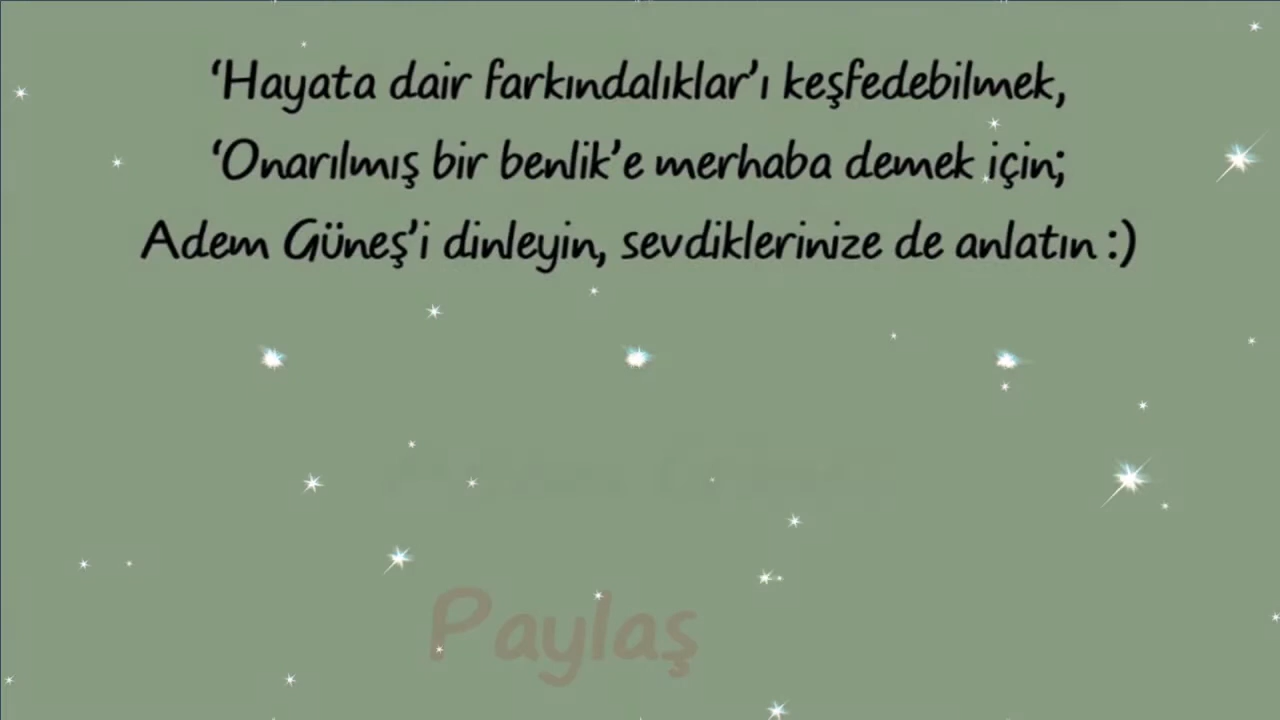 ‘Hayata dair farkındalıklar’ı keşfedebilmek,
‘Onarılmış bir benlik’e merhaba demek için;
Adem Güneş’i dinleyin, sevdiklerinize de anlatın :)
Paylaş